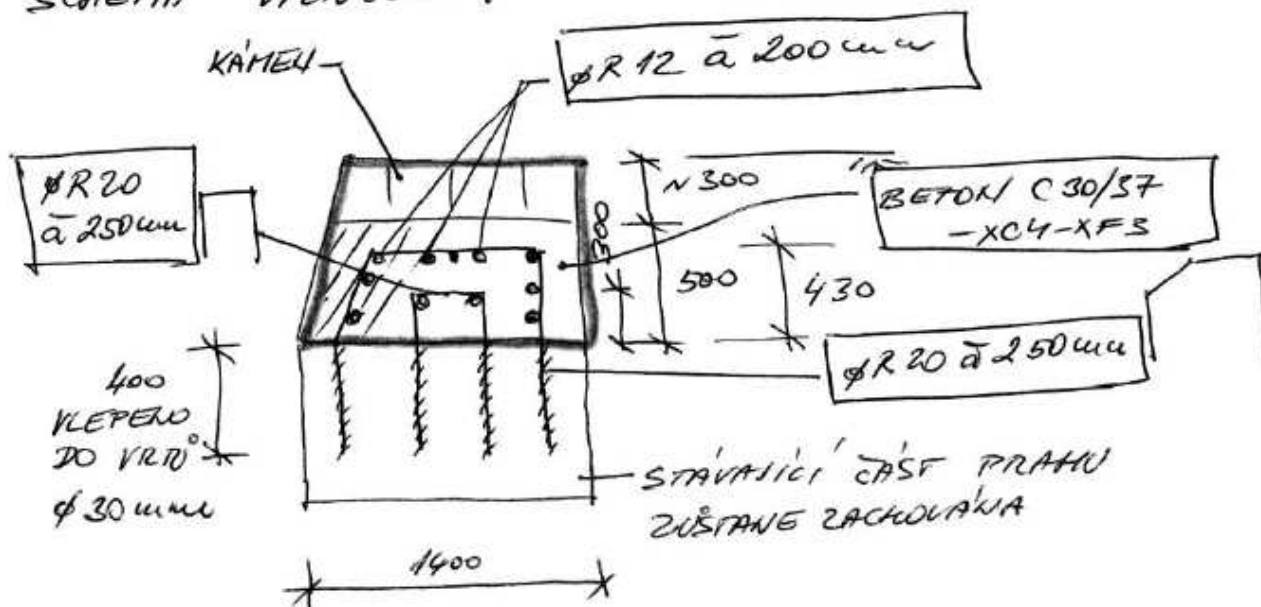 KÁMEN
øR 12 ā 200 mm
øR 20
ā 250 mm
~300
300
500
430
BETON C 30/37
-XC4-XF3
øR 20 ā 250 mm
400
VLEPENO
DO VRTŮ
ø 30 mm
STÁVAJÍCÍ ČÁST PRAHU
ZŮSTANE ZACHOVÁNA
1400